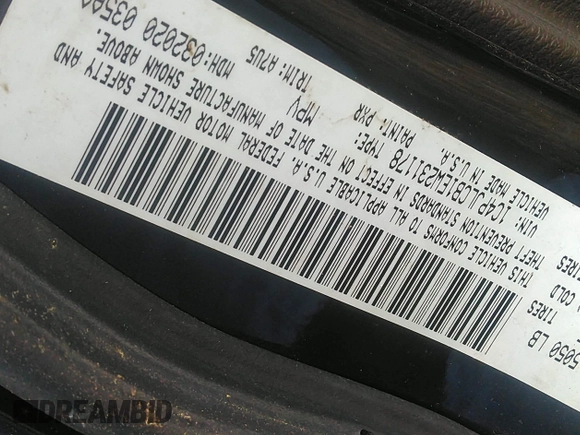 5050 LB
TIRES
COLD
TIRES
THIS VEHICLE CONFORMS TO ALL APPLICABLE U.S.A. FEDERAL MOTOR VEHICLE SAFETY AND
THEFT PREVENTION STANDARDS IN EFFECT ON THE DATE OF MANUFACTURE SHOWN ABOVE.
VIN: 1C4PJLCB1EW231178 TYPE: MPV MDH: 032020 035
VEHICLE MADE IN U.S.A. PAINT: PXR TRIM: A7US
DREAMBID